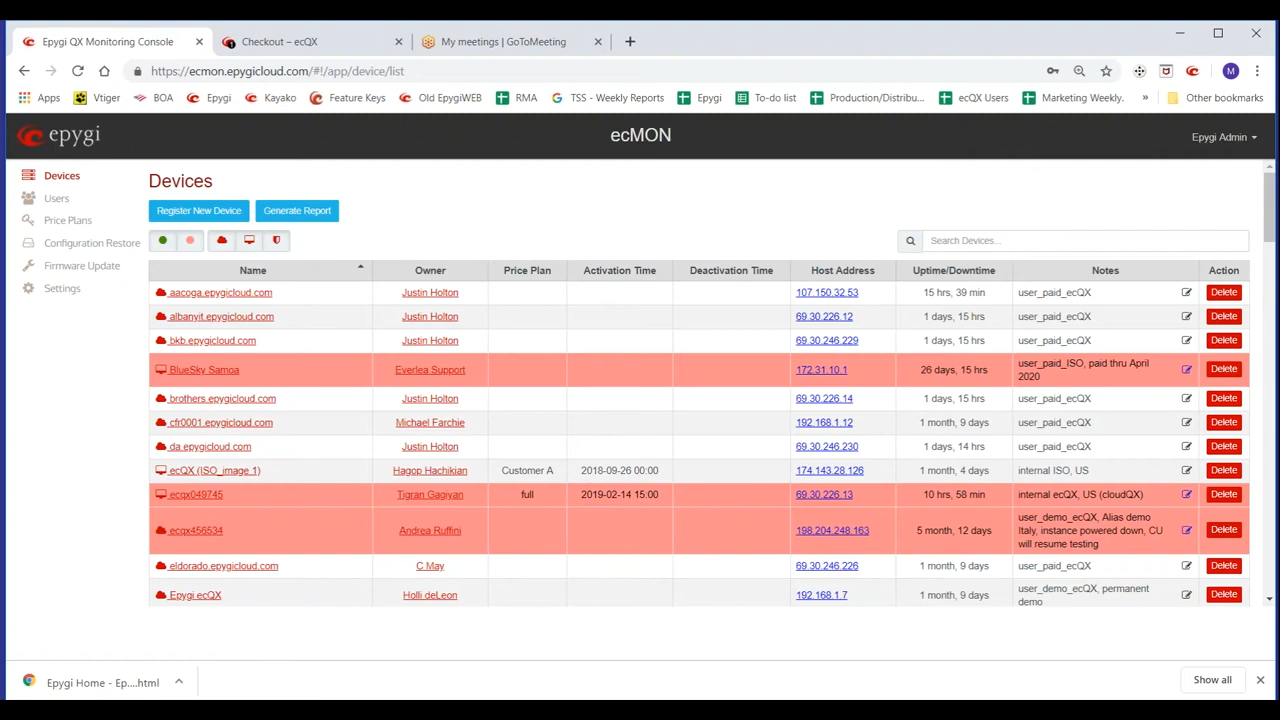 Epygi QX Monitoring Console
Checkout – ecQX
My meetings | GoToMeeting
https://ecmon.epygicloud.com/#!/app/device/list
M
Apps Vtiger BOA Epygi Kayako Feature Keys Old EpygiWEB RMA TSS - Weekly Reports Epygi To-do list Production/Distribu... ecQX Users Marketing Weekly. » Other bookmarks
epygi
ecMON
Epygi Admin
Devices
Users
Price Plans
Configuration Restore
Firmware Update
Settings
Devices
Register New Device Generate Report
Search Devices...
Name Owner Price Plan Activation Time Deactivation Time Host Address Uptime/Downtime Notes Action
aacoga.epygicloud.com Justin Holton 107.150.32.53 15 hrs, 39 min user_paid_ecQX Delete
albanyit.epygicloud.com Justin Holton 69.30.226.12 1 days, 15 hrs user_paid_ecQX Delete
bkb.epygicloud.com Justin Holton 69.30.246.229 1 days, 15 hrs user_paid_ecQX Delete
BlueSky Samoa Everlea Support 172.31.10.1 26 days, 15 hrs user_paid_ISO, paid thru April Delete
2020
brothers.epygicloud.com Justin Holton 69.30.226.14 1 days, 15 hrs user_paid_ecQX Delete
cfr0001.epygicloud.com Michael Farchie 192.168.1.12 1 month, 9 days user_paid_ecQX Delete
da.epygicloud.com Justin Holton 69.30.246.230 1 days, 14 hrs user_paid_ecQX Delete
ecQX (ISO_image 1) Hagop Hachikian Customer A 2018-09-26 00:00 174.143.28.126 1 month, 4 days internal ISO, US Delete
ecqx049745 Tigran Gagiyan full 2019-02-14 15:00 69.30.226.13 10 hrs, 58 min internal ecQX, US (cloudQX) Delete
ecqx456534 Andrea Ruffini 198.204.248.163 5 month, 12 days user_demo_ecQX, Alias demo Delete
Italy, instance powered down, CU
will resume testing
eldorado.epygicloud.com C May 69.30.246.226 1 month, 9 days user_paid_ecQX Delete
Epygi ecQX Holli deLeon 192.168.1.7 1 month, 9 days user_demo_ecQX, permanent Delete
demo
Epygi Home - Ep....html
Show all